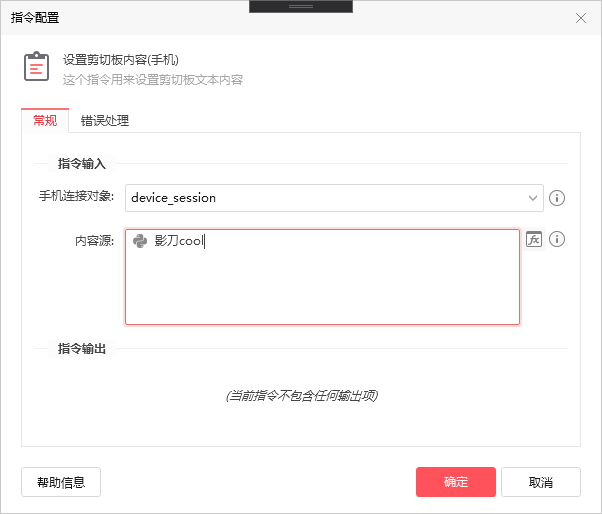 指令配置
设置剪切板内容(手机)
这个指令用来设置剪切板文本内容
常规 错误处理
指令输入
手机连接对象: device_session
内容源: 影刀cool fx
指令输出
(当前指令不包含任何输出项)
帮助信息 确定 取消